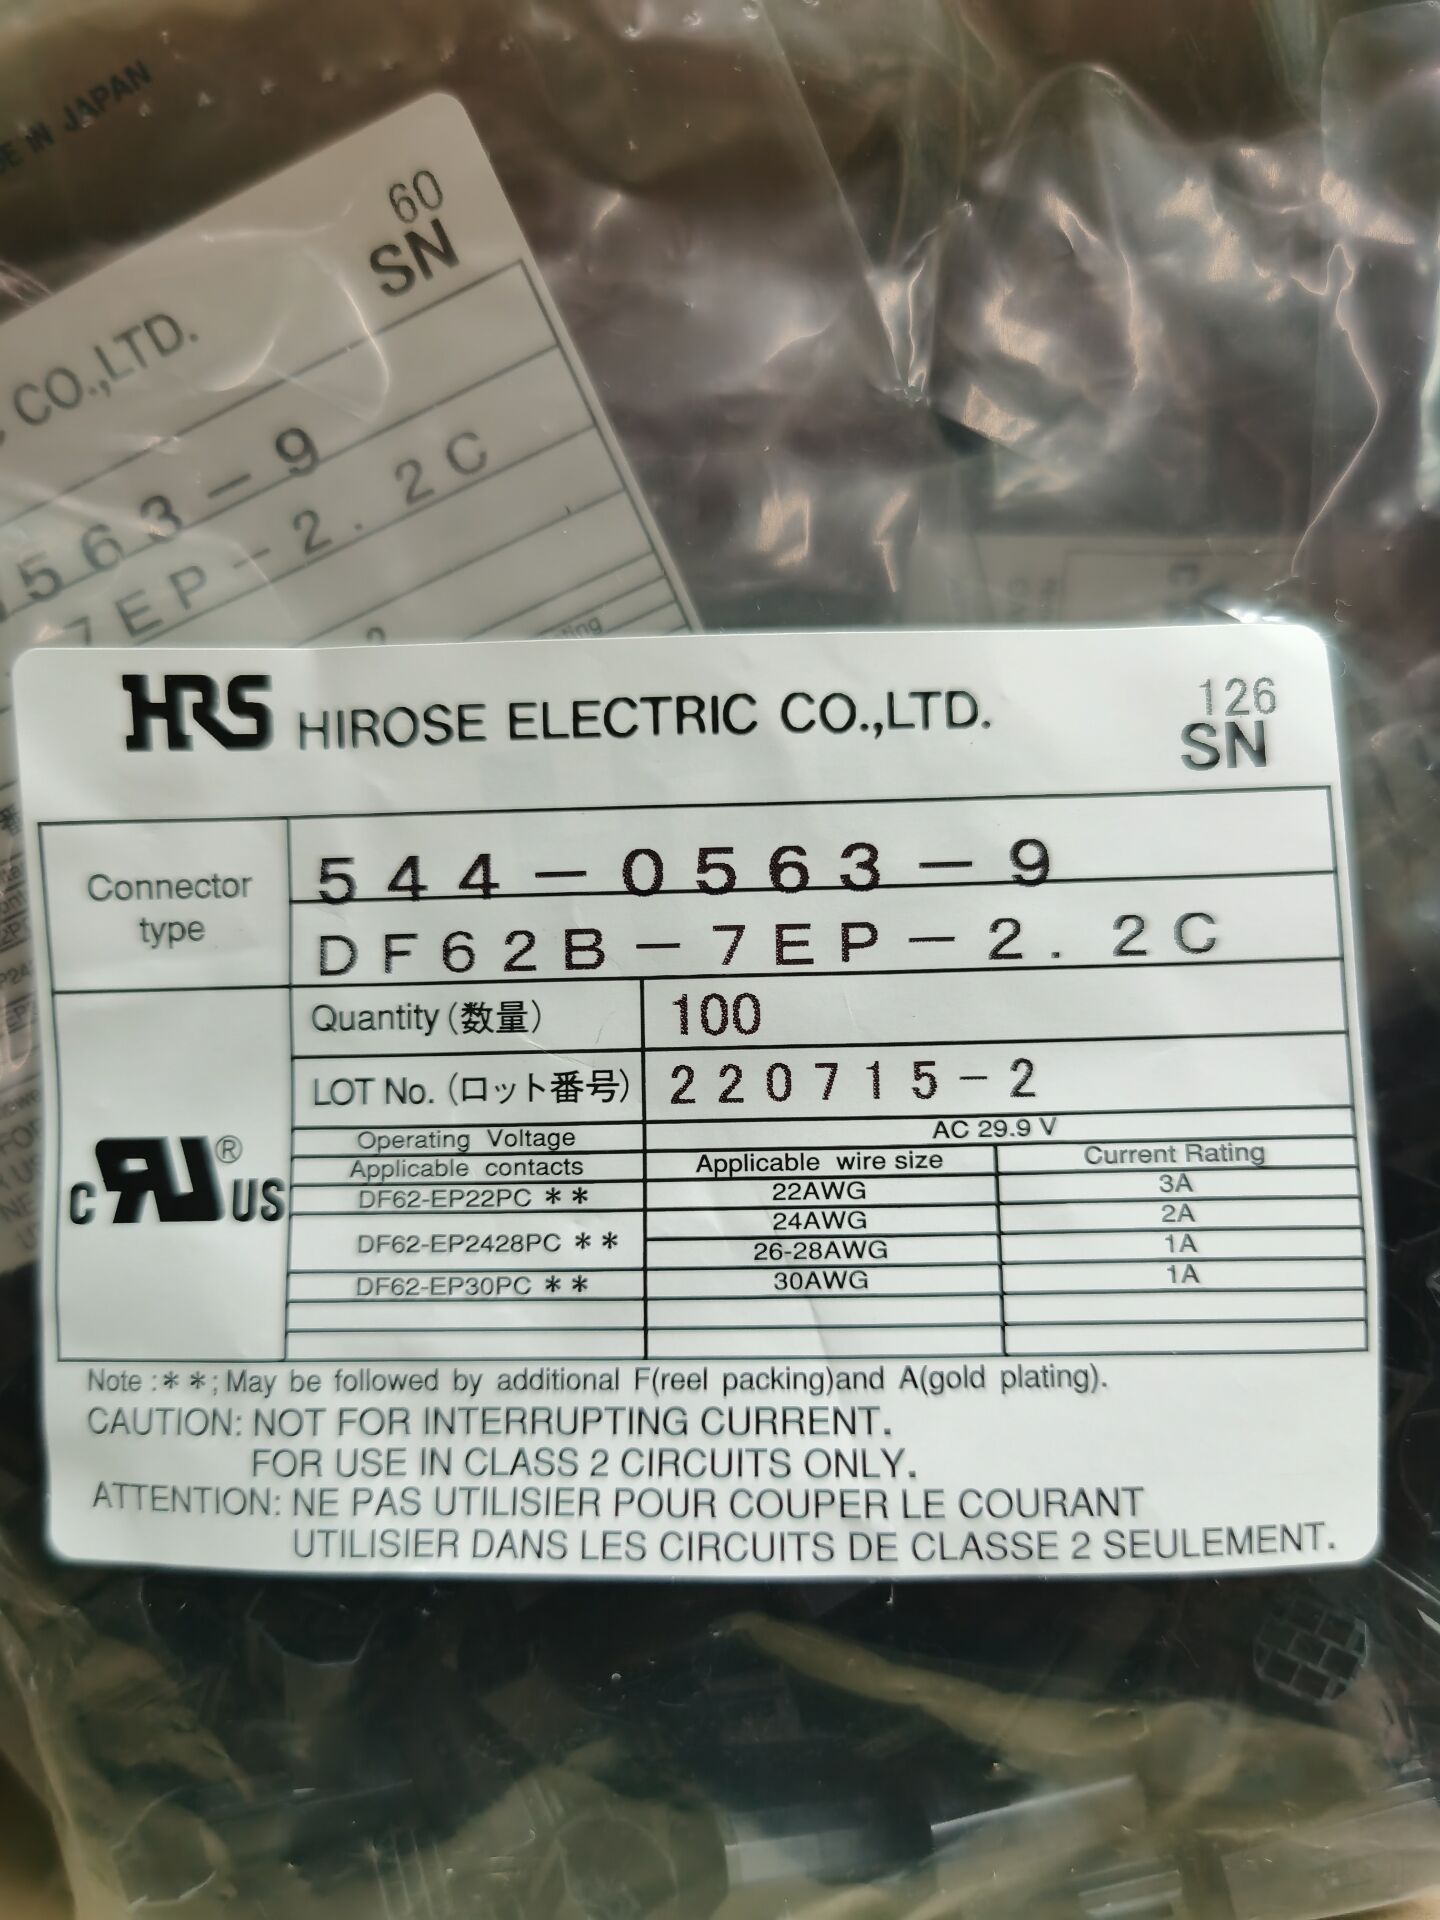 IN JAPAN
60
SN
CO.,LTD.
563-9
7EP-2.2C
HRS HIROSE ELECTRIC CO.,LTD.
126
SN
Connector type
544-0563-9
DF62B-7EP-2.2C
Quantity(数量) 100
LOT No.(ロット番号) 220715-2
Operating Voltage AC 29.9 V
Applicable contacts Applicable wire size Current Rating
DF62-EP22PC ** 22AWG 3A
24AWG 2A
DF62-EP2428PC ** 26-28AWG 1A
DF62-EP30PC ** 30AWG 1A
C RU ® US
Note :**; May be followed by additional F(reel packing)and A(gold plating).
CAUTION: NOT FOR INTERRUPTING CURRENT.
FOR USE IN CLASS 2 CIRCUITS ONLY.
ATTENTION: NE PAS UTILISIER POUR COUPER LE COURANT
UTILISIER DANS LES CIRCUITS DE CLASSE 2 SEULEMENT.